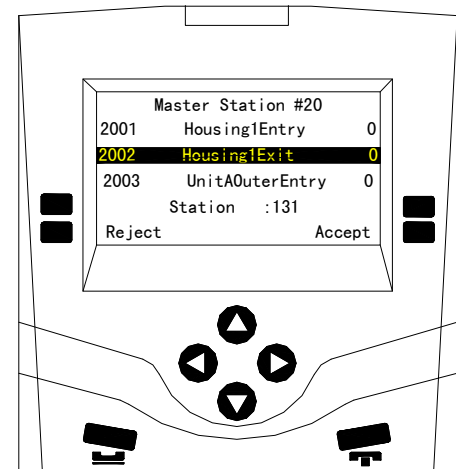 Master Station #20
2001 Housing1Entry 0
2002 Housing1Exit 0
2003 UnitAOuterEntry 0
Station :131
Reject Accept